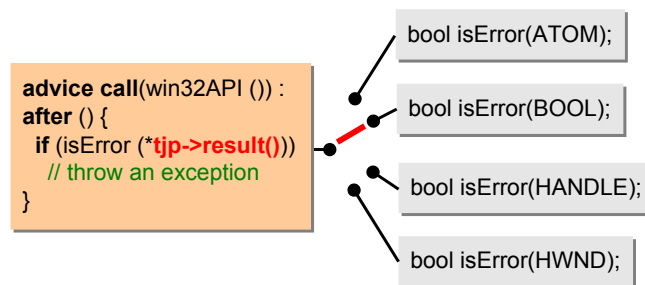 advice call(win32API ()) :
after () {
if (isError (*tjp->result()))
// throw an exception
}
bool isError(ATOM);
bool isError(BOOL);
bool isError(HANDLE);
bool isError(HWND);